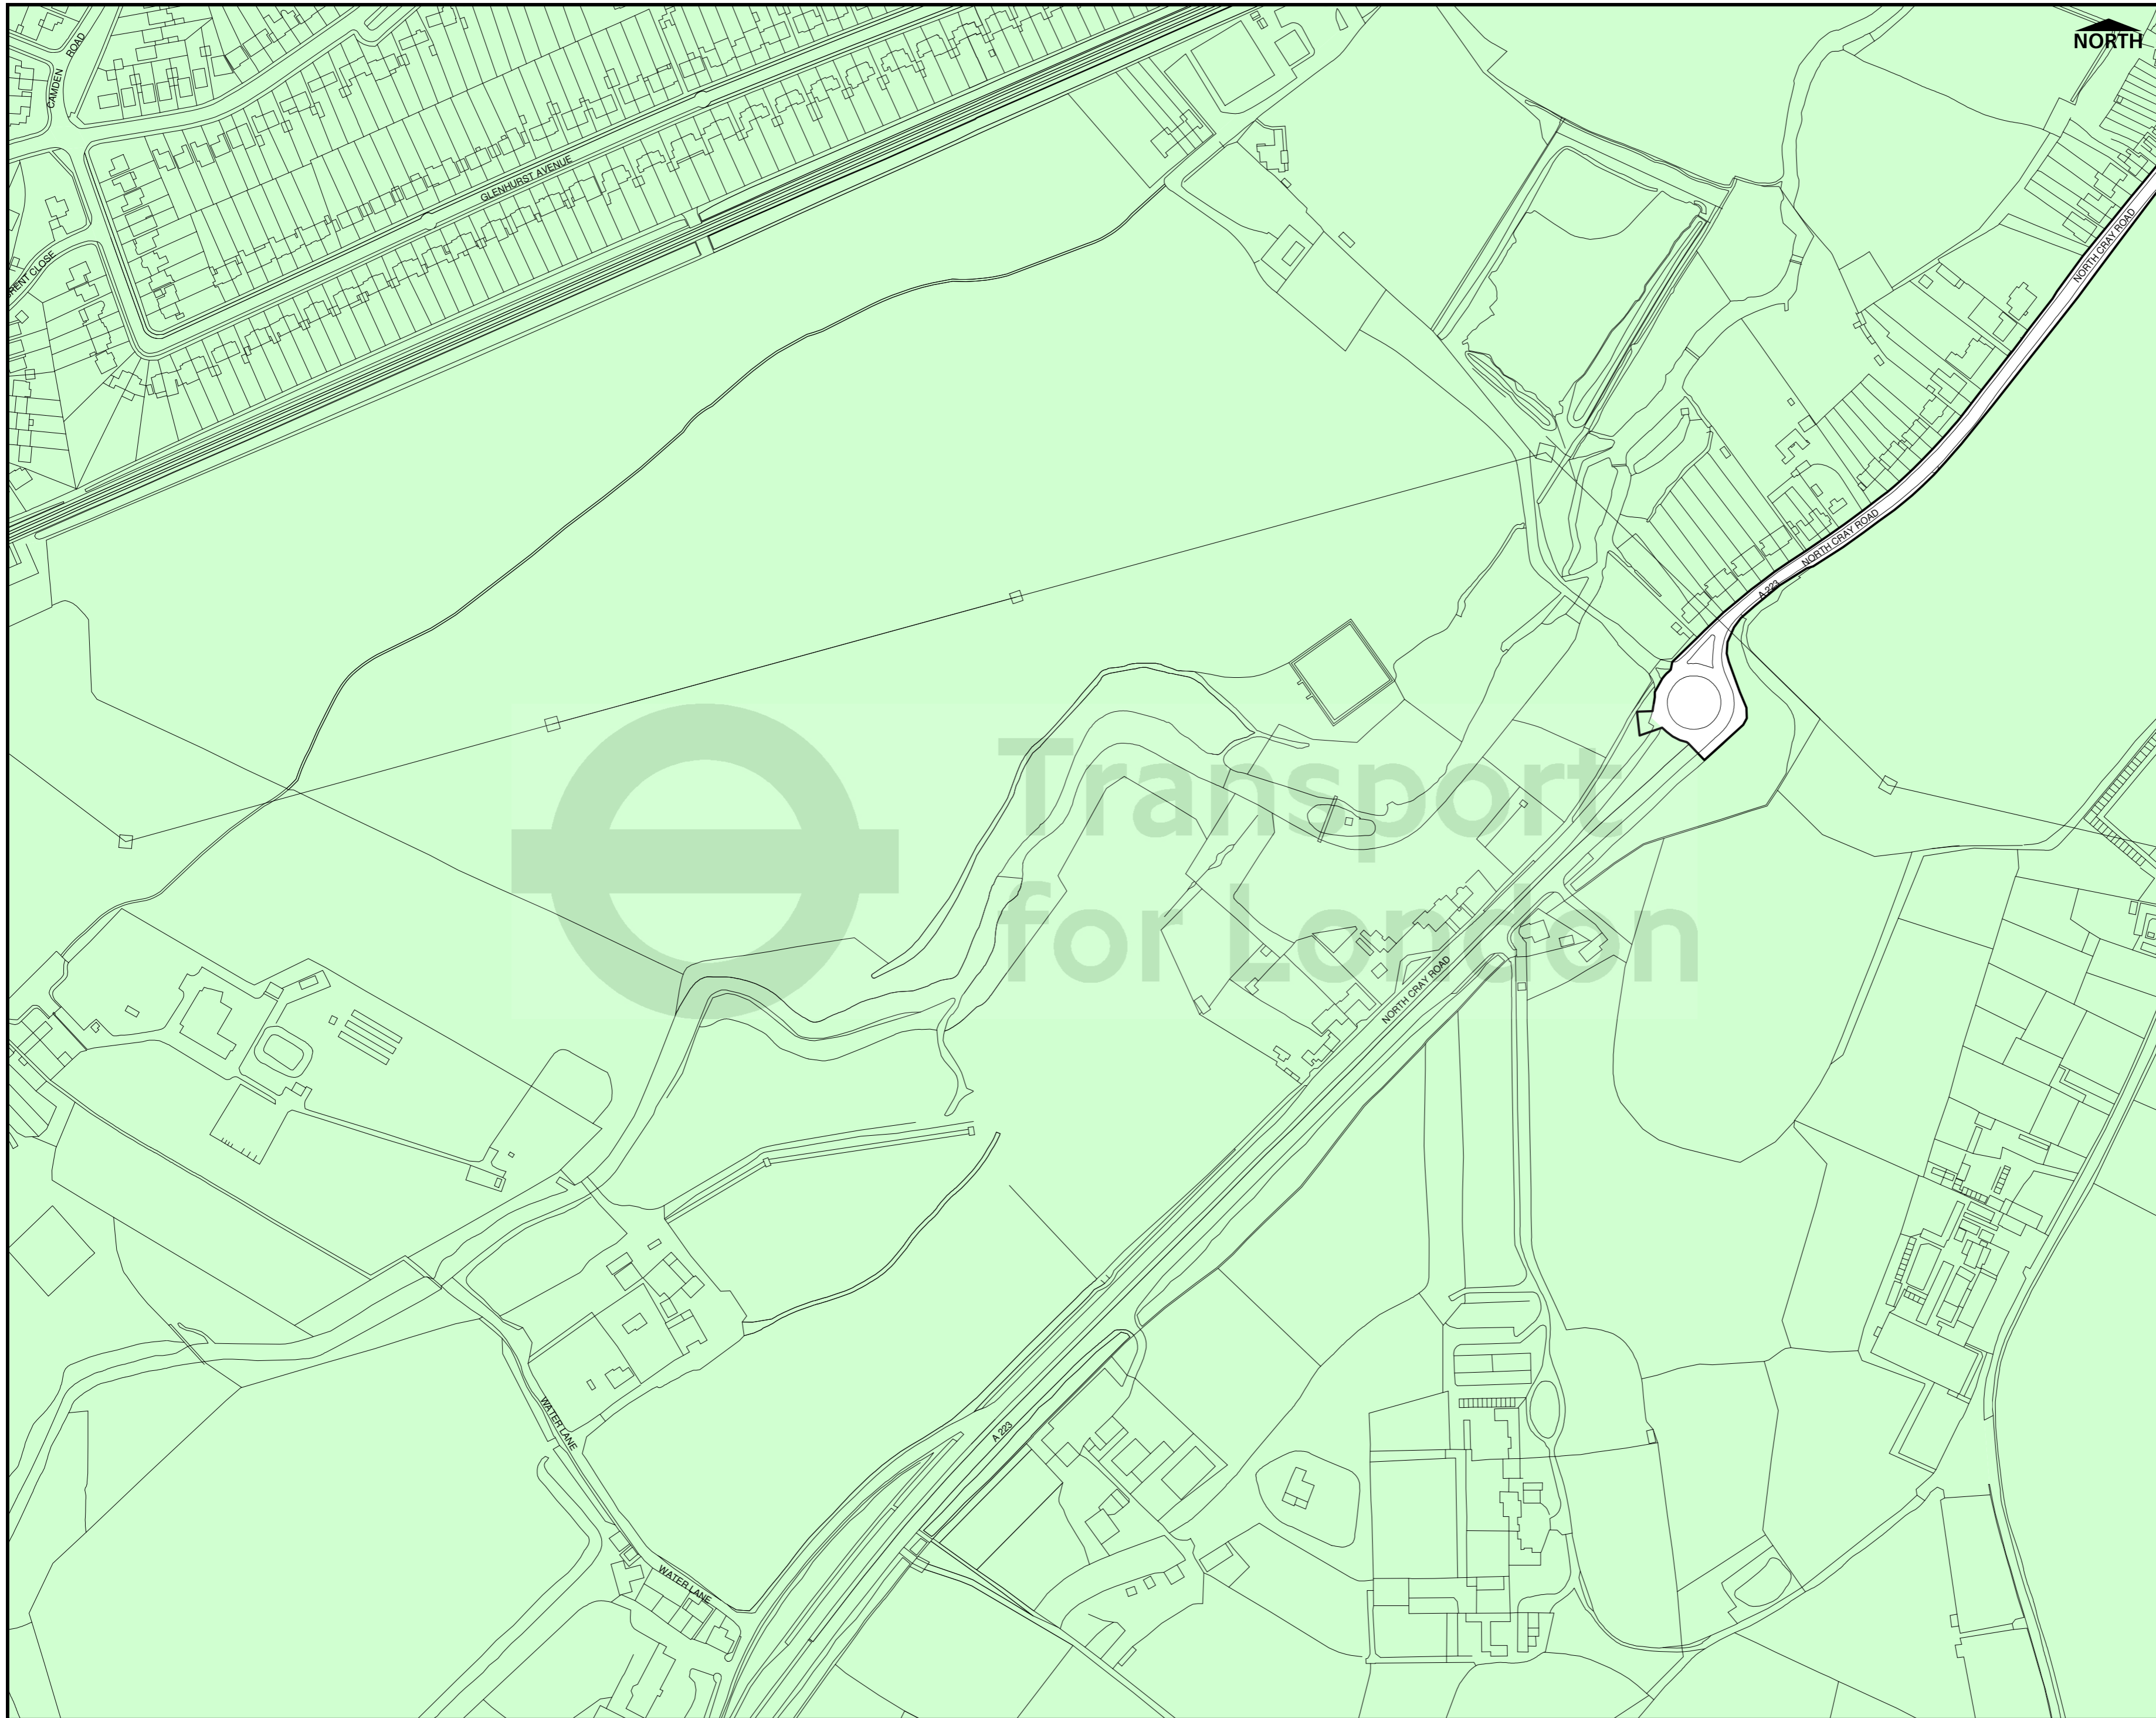 NORTH
CAMDEN
ROAD
GLENHURST AVENUE
CLOSE
NORTH CRAY ROAD
NORTH CRAY ROAD
A 223
Transport
for London
NORTH CRAY ROAD
A 223
WATER LANE
WATER LANE